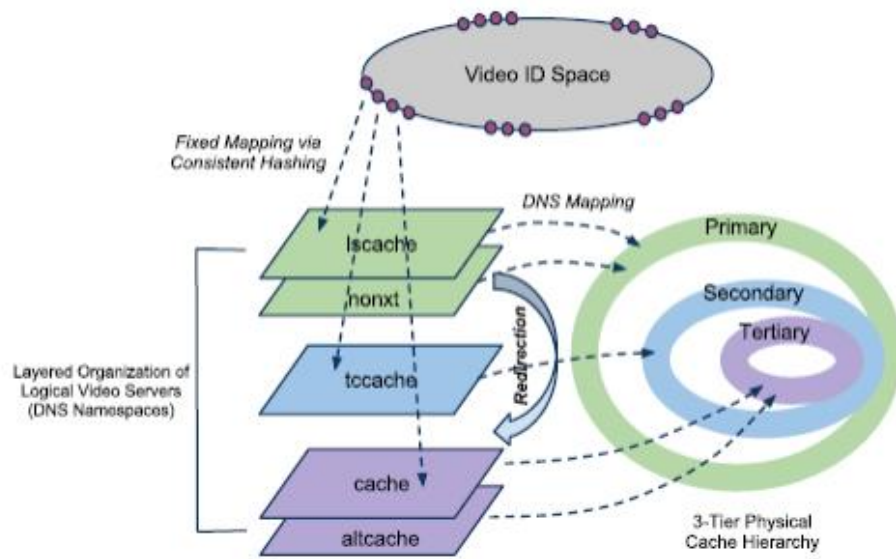 Video ID Space
Fixed Mapping via
Consistent Hashing
DNS Mapping
lscache
nonxt
Primary
Secondary
Tertiary
Redirection
tccache
Layered Organization of
Logical Video Servers
(DNS Namespaces)
cache
altcache
3-Tier Physical
Cache Hierarchy